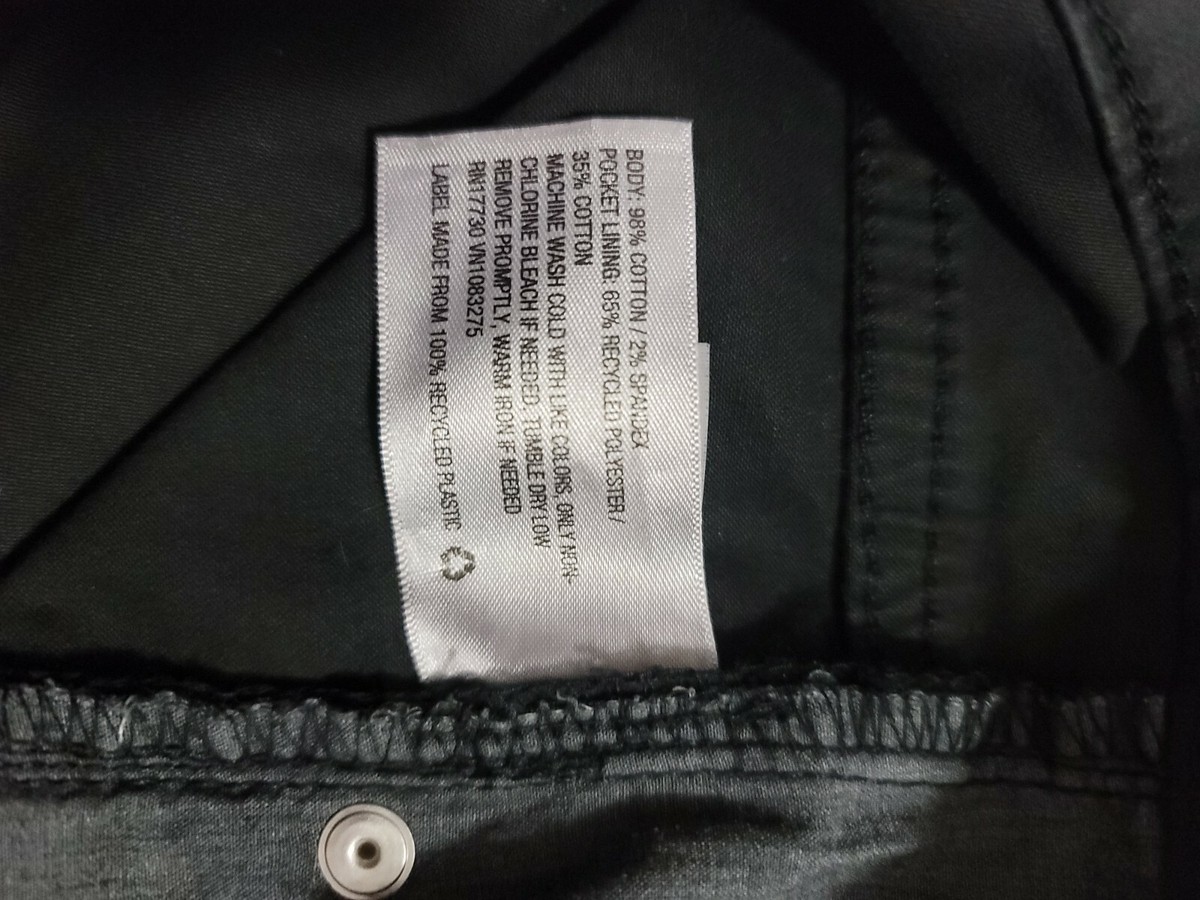 BODY: 98% COTTON / 2% SPANDEX
POCKET LINING: 65% RECYCLED POLYESTER/
35% COTTON
MACHINE WASH COLD WITH LIKE COLORS, ONLY NON-
CHLORINE BLEACH IF NEEDED, TUMBLE DRY LOW
REMOVE PROMPTLY, WARM IRON IF NEEDED
RN17730 VN1083275
LABEL MADE FROM 100% RECYCLED PLASTIC